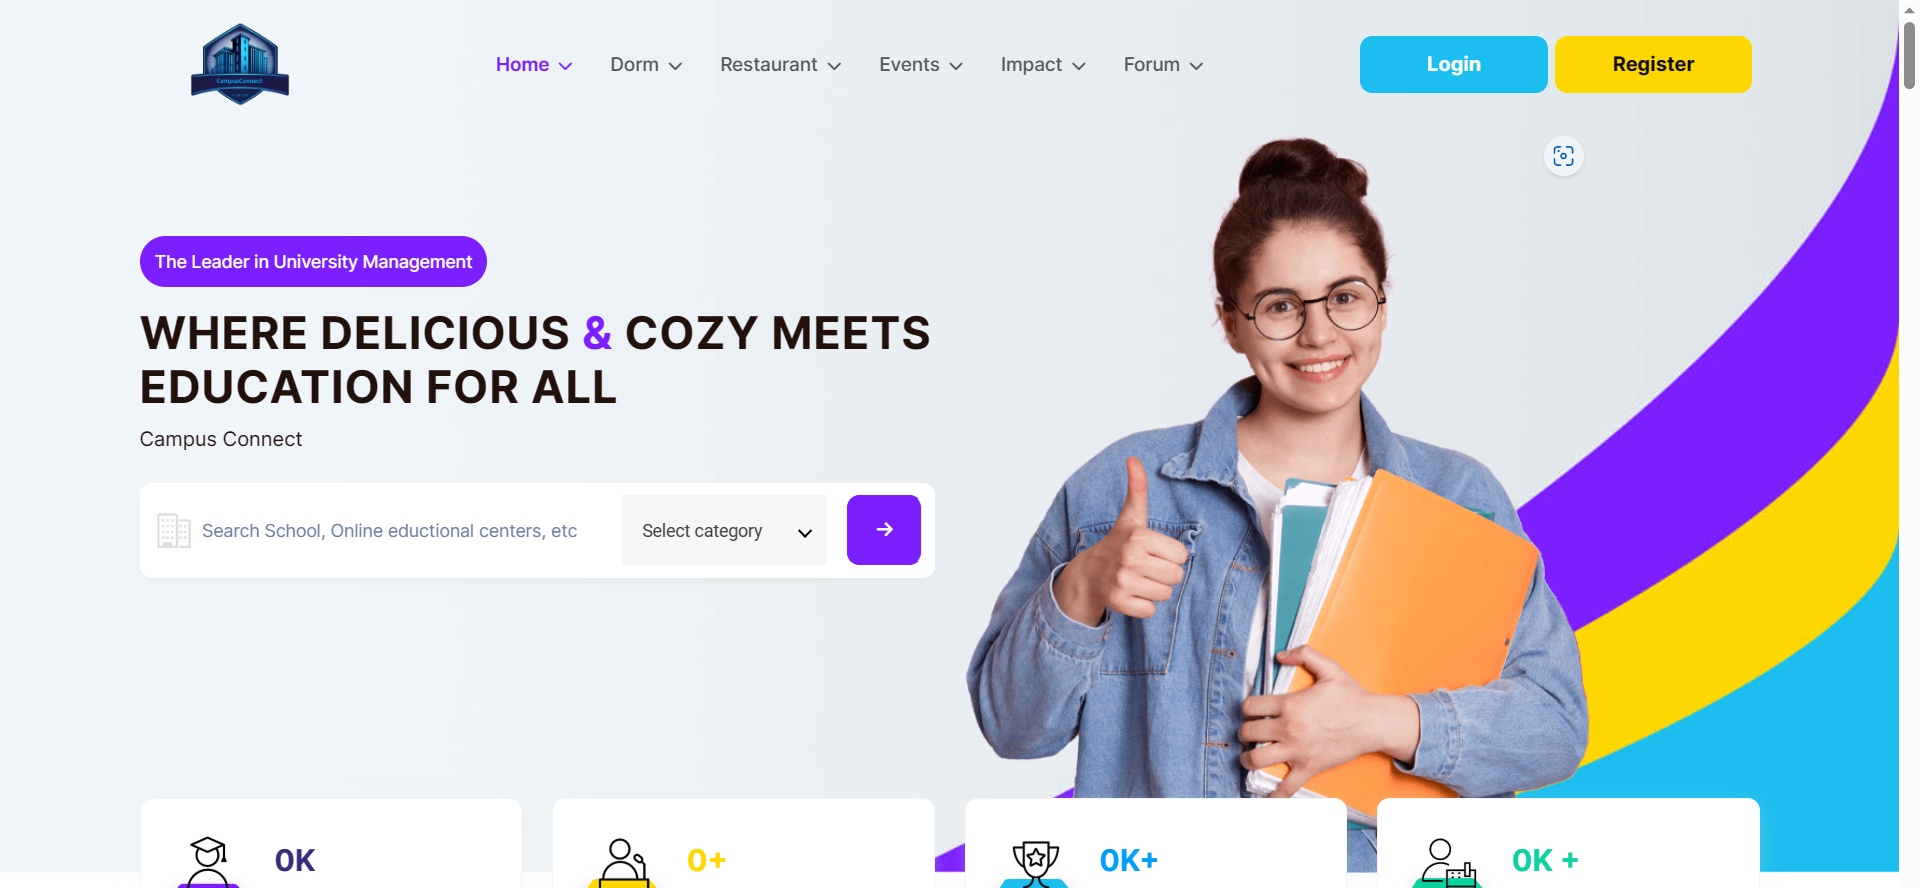 CampusConnect
Home Dorm Restaurant Events Impact Forum Login Register
The Leader in University Management
WHERE DELICIOUS & COZY MEETS
EDUCATION FOR ALL
Campus Connect
Search School, Online eductional centers, etc Select category
0K 0+ 0K+ 0K +